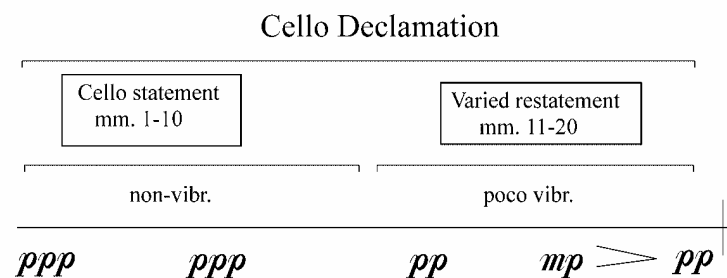 Cello Declamation
Cello statement
mm. 1-10
Varied restatement
mm. 11-20
non-vibr.
poco vibr.
ppp ppp pp mp pp